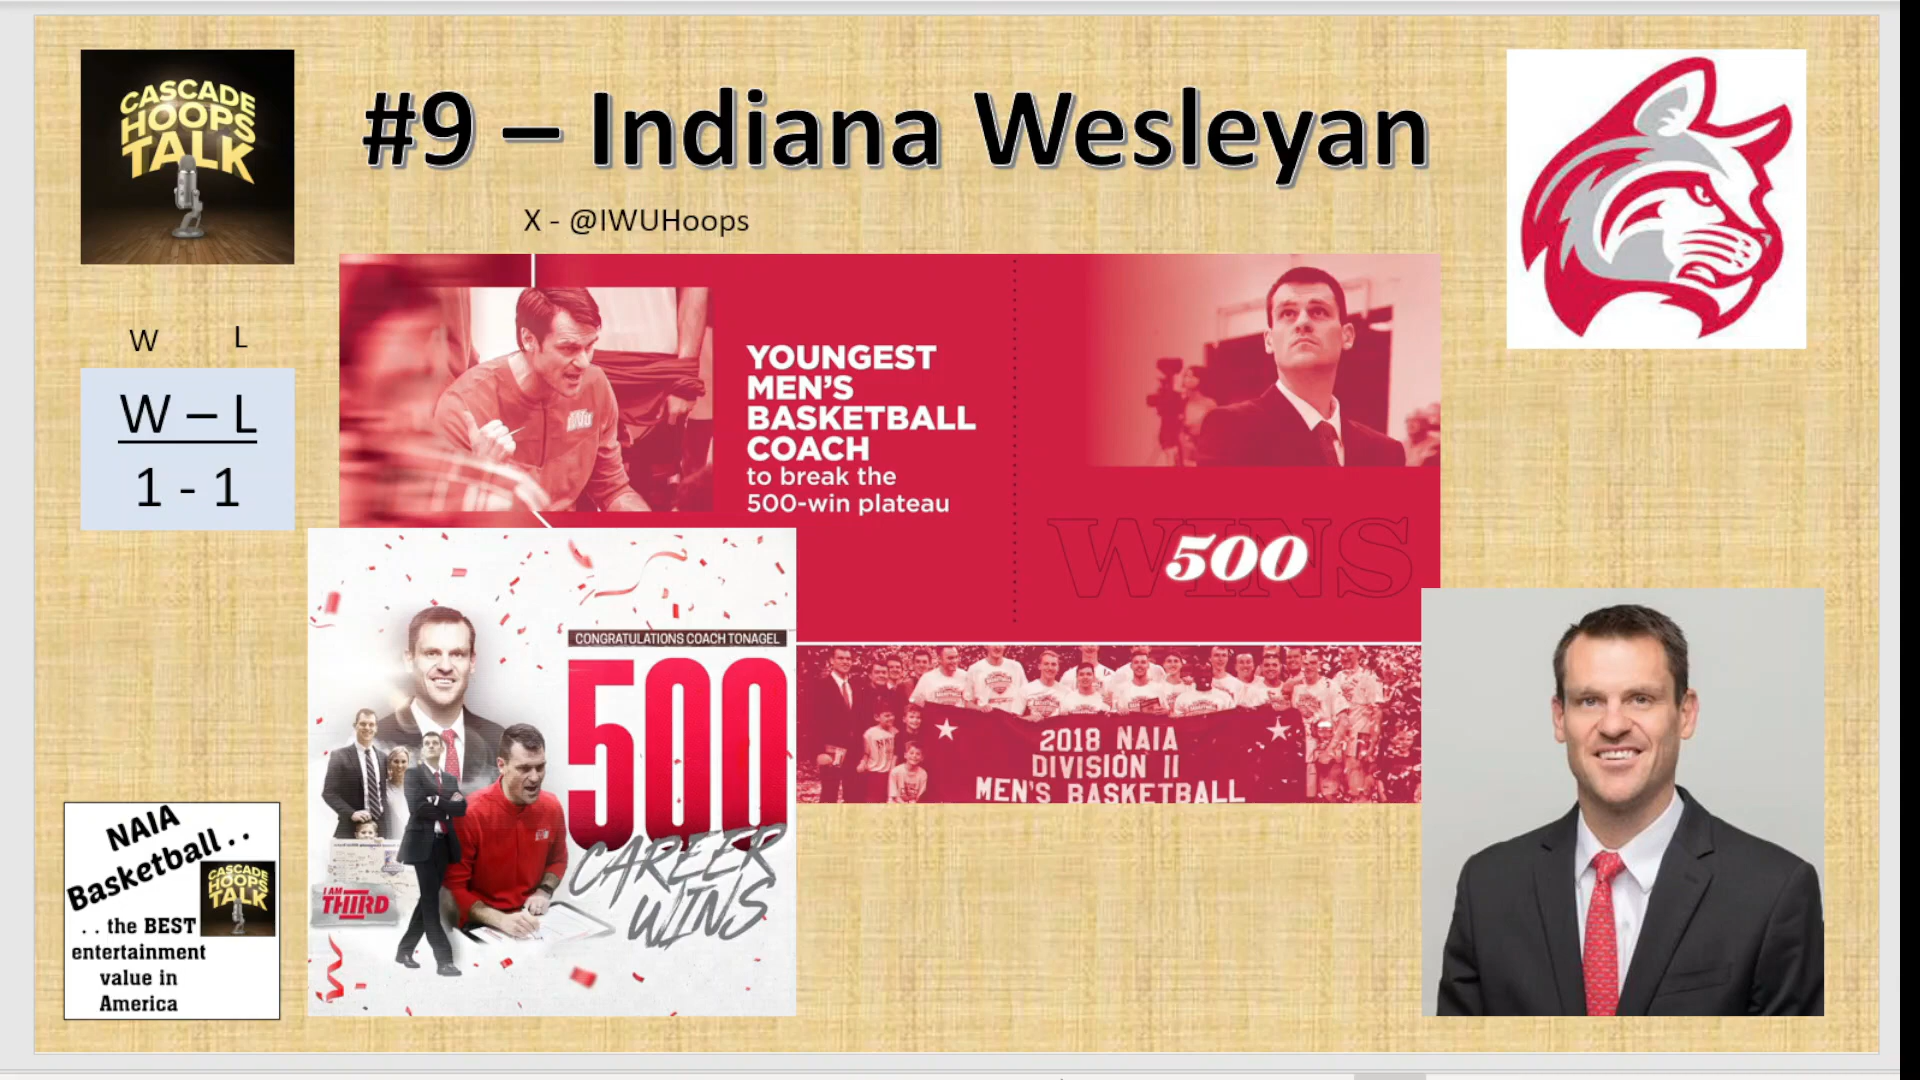 CASCADE
HOOPS
TALK
#9 – Indiana Wesleyan
X - @IWUHoops
W L
W – L
1 - 1
YOUNGEST
MEN'S
BASKETBALL
COACH
to break the
500-win plateau
WINS
500
CONGRATULATIONS COACH TONAGEL
500
CAREER
WINS
I AM
THIRD
2018 NAIA
DIVISION II
MEN'S BASKETBALL
NAIA
Basketball . .
CASCADE
HOOPS
TALK
. . the BEST
entertainment
value in
America